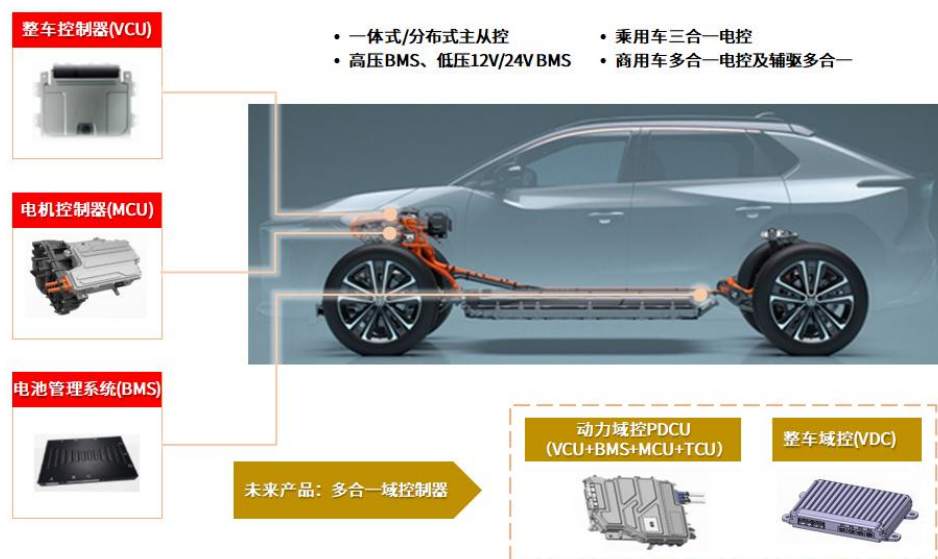 整车控制器(VCU)
• 一体式/分布式主从控
• 高压BMS、低压12V/24V BMS
• 乘用车三合一电控
• 商用车多合一电控及辅驱多合一
电机控制器(MCU)
电池管理系统(BMS)
未来产品：多合一域控制器
动力域控PDCU
（VCU+BMS+MCU+TCU）
整车域控(VDC)